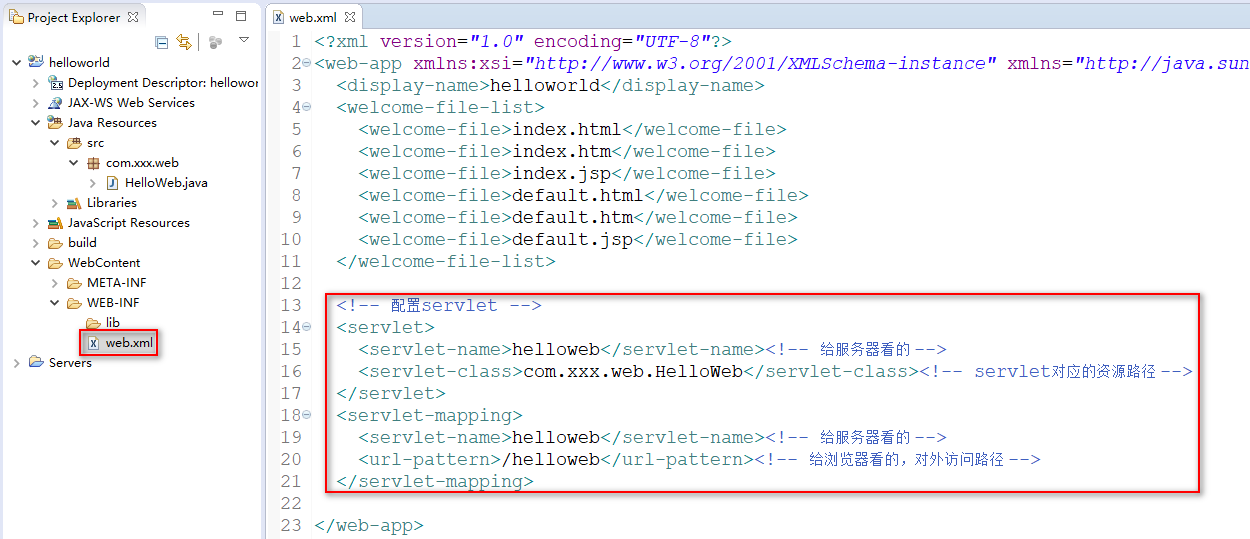 Project Explorer
helloworld
Deployment Descriptor: hellowor
JAX-WS Web Services
Java Resources
src
com.xxx.web
HelloWeb.java
Libraries
JavaScript Resources
build
WebContent
META-INF
WEB-INF
lib
web.xml
Servers
web.xml
1 <?xml version="1.0" encoding="UTF-8"?>
2 <web-app xmlns:xsi="http://www.w3.org/2001/XMLSchema-instance" xmlns="http://java.sun
3 <display-name>helloworld</display-name>
4 <welcome-file-list>
5 <welcome-file>index.html</welcome-file>
6 <welcome-file>index.htm</welcome-file>
7 <welcome-file>index.jsp</welcome-file>
8 <welcome-file>default.html</welcome-file>
9 <welcome-file>default.htm</welcome-file>
10 <welcome-file>default.jsp</welcome-file>
11 </welcome-file-list>
12
13 <!-- 配置servlet -->
14 <servlet>
15 <servlet-name>helloweb</servlet-name><!-- 给服务器看的 -->
16 <servlet-class>com.xxx.web.HelloWeb</servlet-class><!-- servlet对应的资源路径 -->
17 </servlet>
18 <servlet-mapping>
19 <servlet-name>helloweb</servlet-name><!-- 给服务器看的 -->
20 <url-pattern>/helloweb</url-pattern><!-- 给浏览器看的，对外访问路径 -->
21 </servlet-mapping>
22
23 </web-app>